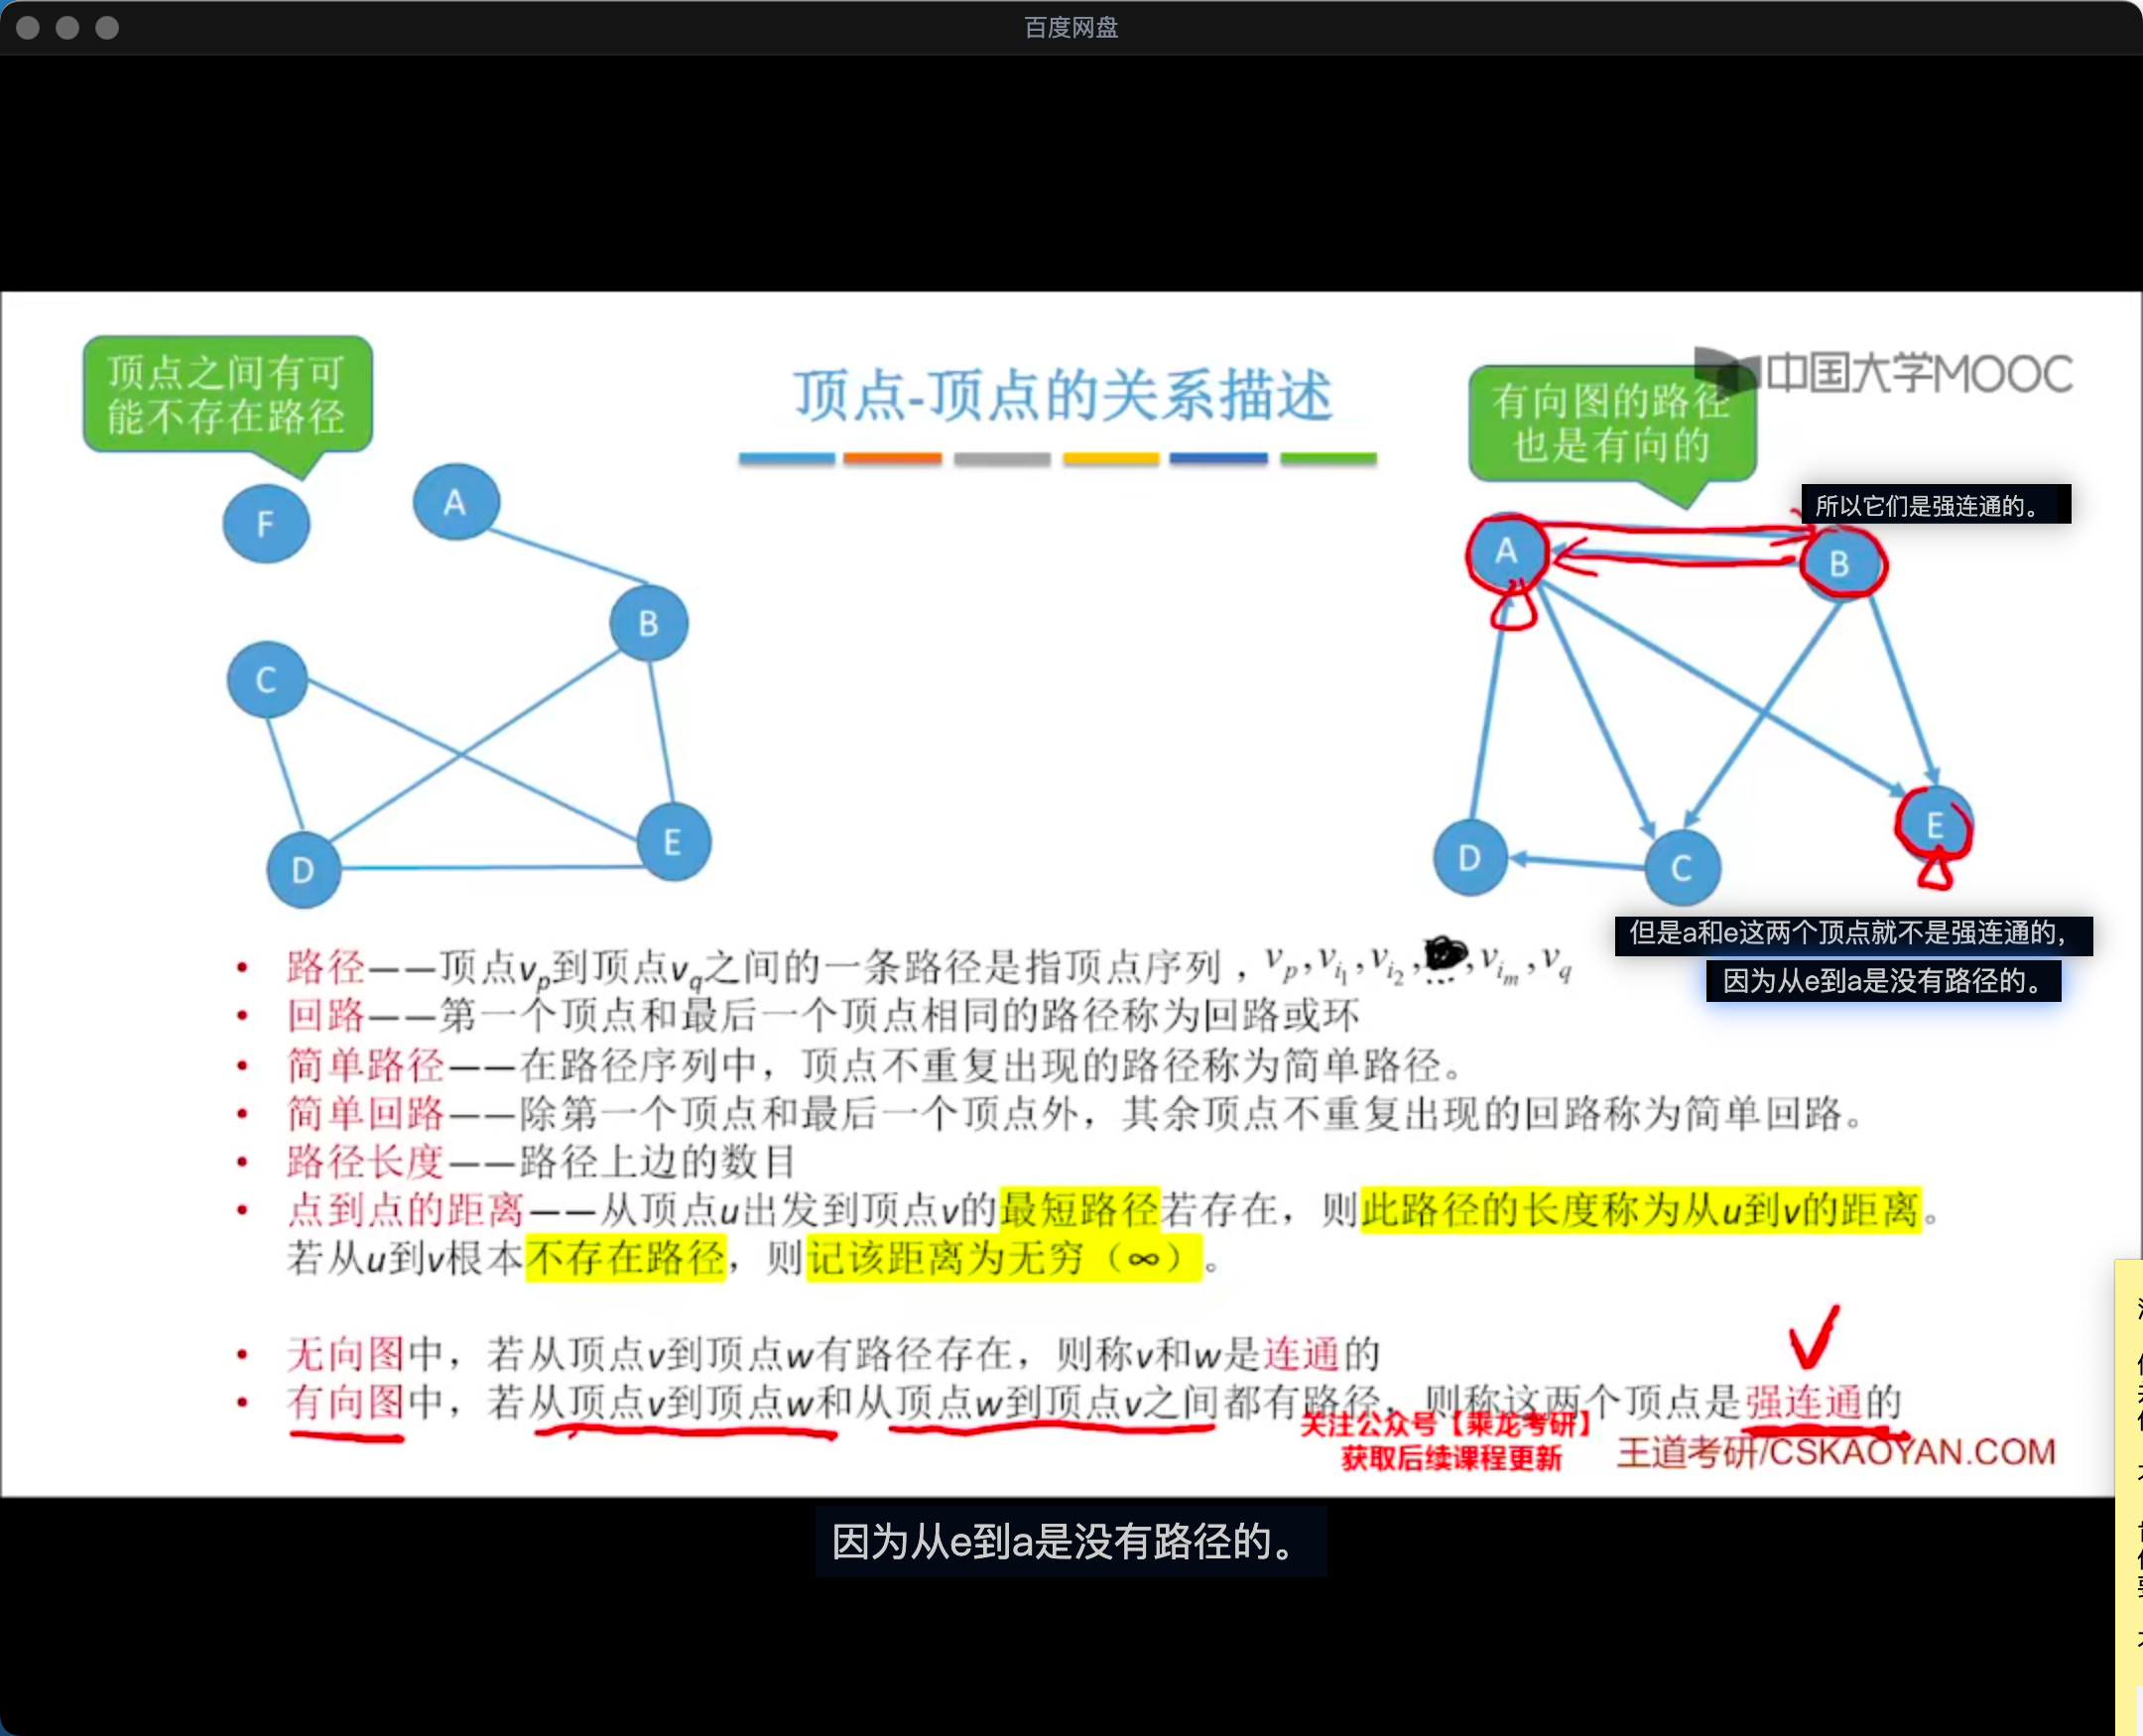 百度网盘
顶点之间有可
能不存在路径
顶点-顶点的关系描述
中国大学MOOC
有向图的路径
也是有向的
所以它们是强连通的。
F
A
B
C
D
E
A
B
D
C
E
但是a和e这两个顶点就不是强连通的,
因为从e到a是没有路径的。
• 路径——顶点vp到顶点vq之间的一条路径是指顶点序列，vp,vi1,vi2,,vim,vq
• 回路——第一个顶点和最后一个顶点相同的路径称为回路或环
• 简单路径——在路径序列中，顶点不重复出现的路径称为简单路径。
• 简单回路——除第一个顶点和最后一个顶点外，其余顶点不重复出现的回路称为简单回路。
• 路径长度——路径上边的数目
• 点到点的距离——从顶点u出发到顶点v的最短路径若存在，则此路径的长度称为从u到v的距离。
若从u到v根本不存在路径，则记该距离为无穷（∞）。
• 无向图中，若从顶点v到顶点w有路径存在，则称v和w是连通的
• 有向图中，若从顶点v到顶点w和从顶点w到顶点v之间都有路径，则称这两个顶点是强连通的
关注公众号【乘龙考研】
获取后续课程更新
王道考研/CSKAOYAN.COM
因为从e到a是没有路径的。